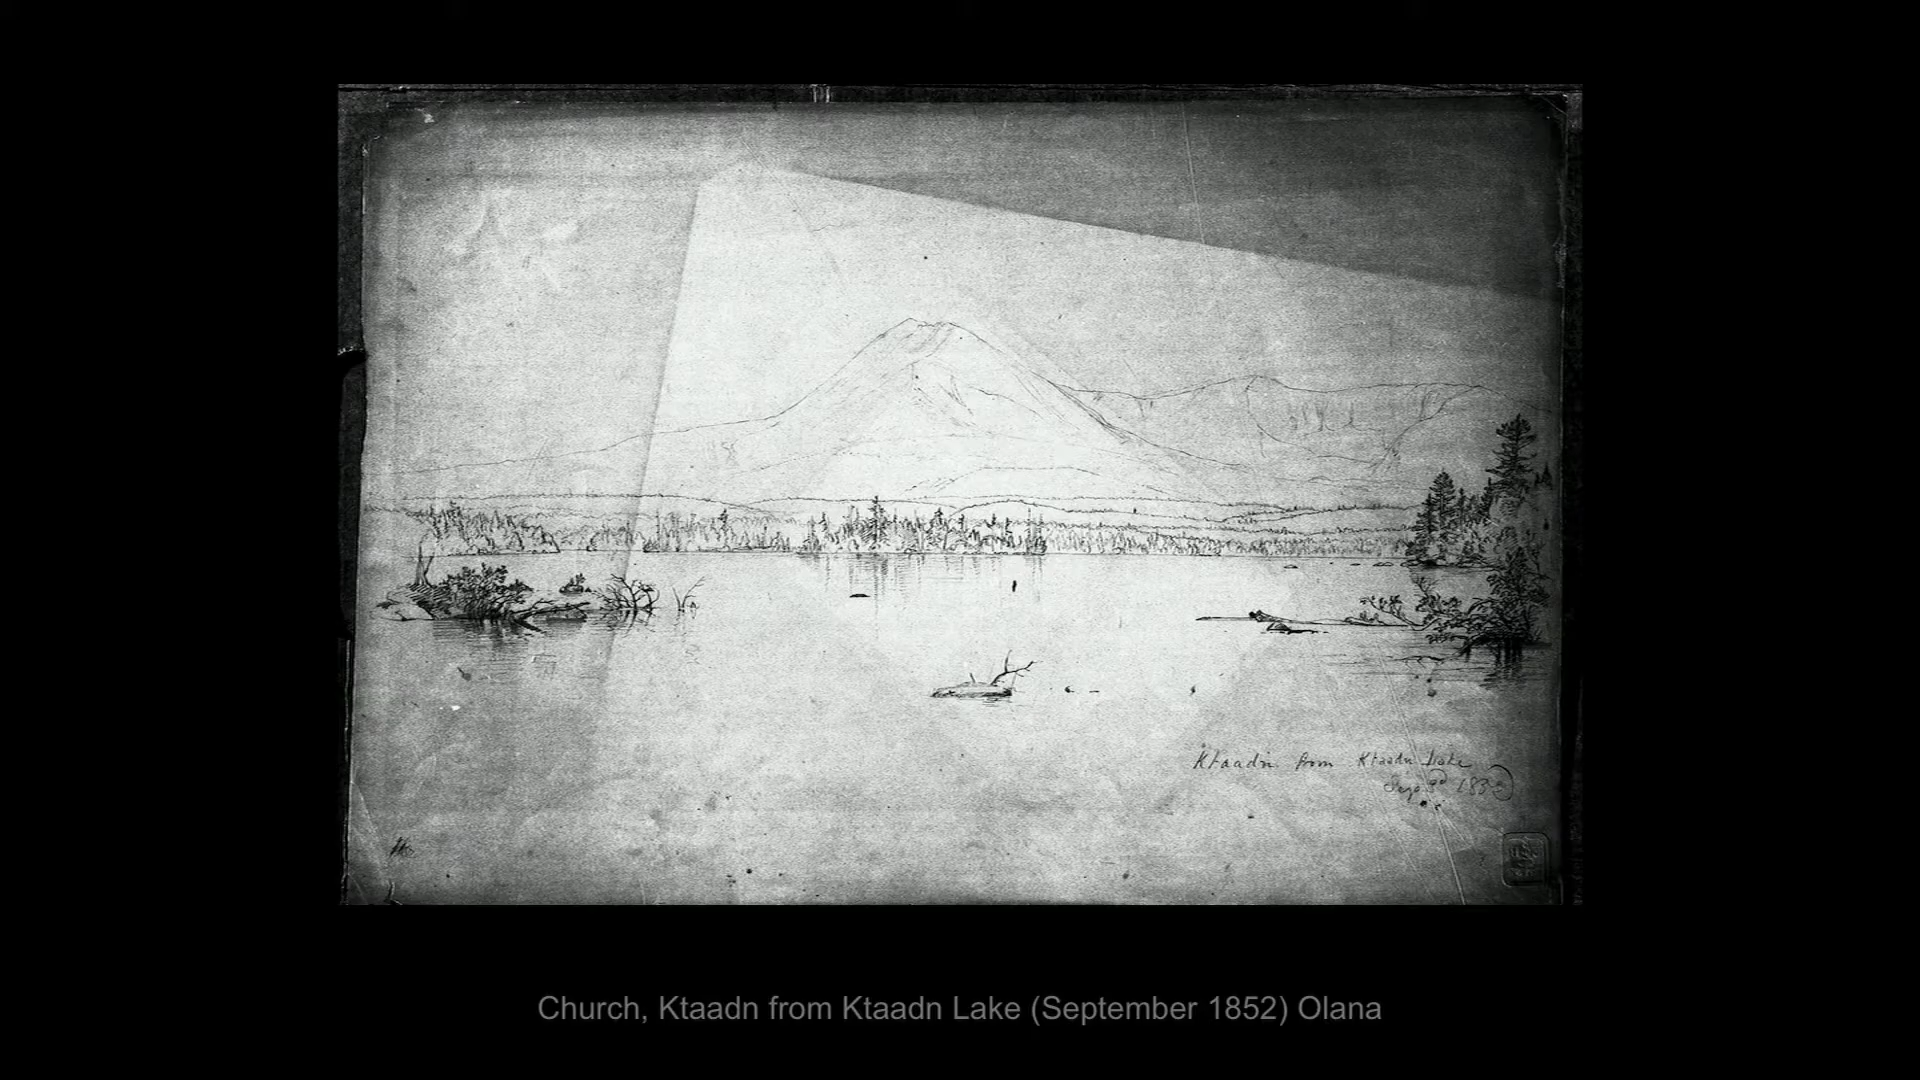 Ktaadn from Ktaadn Lake
Church, Ktaadn from Ktaadn Lake (September 1852) Olana